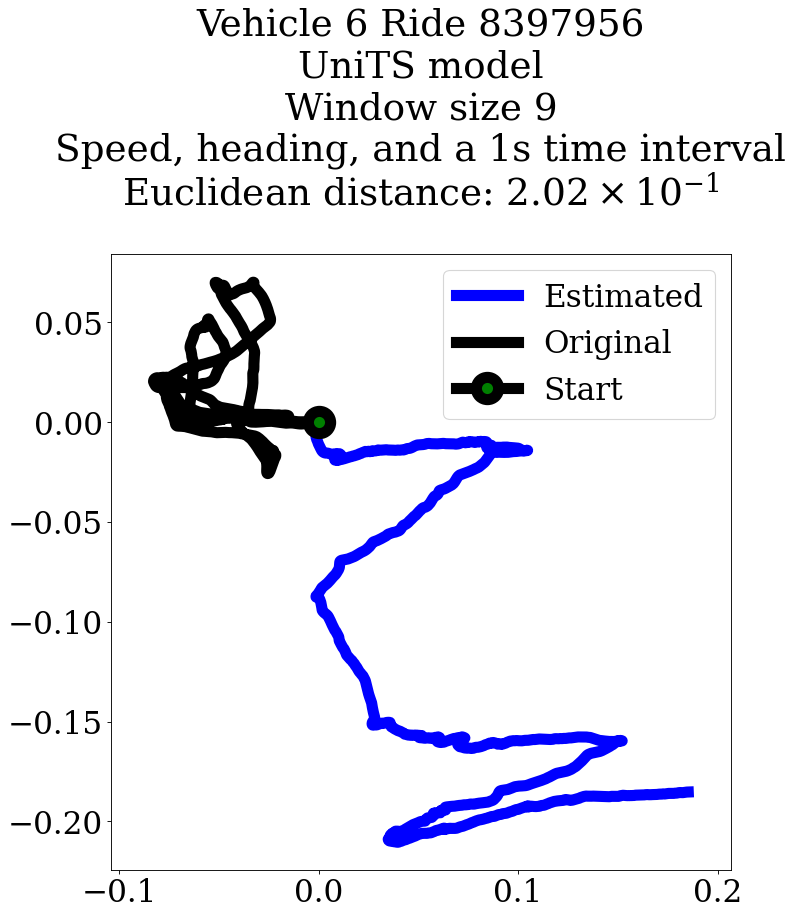 Vehicle 6 Ride 8397956
UniTS model
Window size 9
Speed, heading, and a 1s time interval
Euclidean distance: 2.02 × 10⁻¹
Estimated
Original
Start
0.05
0.00
−0.05
−0.10
−0.15
−0.20
−0.1 0.0 0.1 0.2